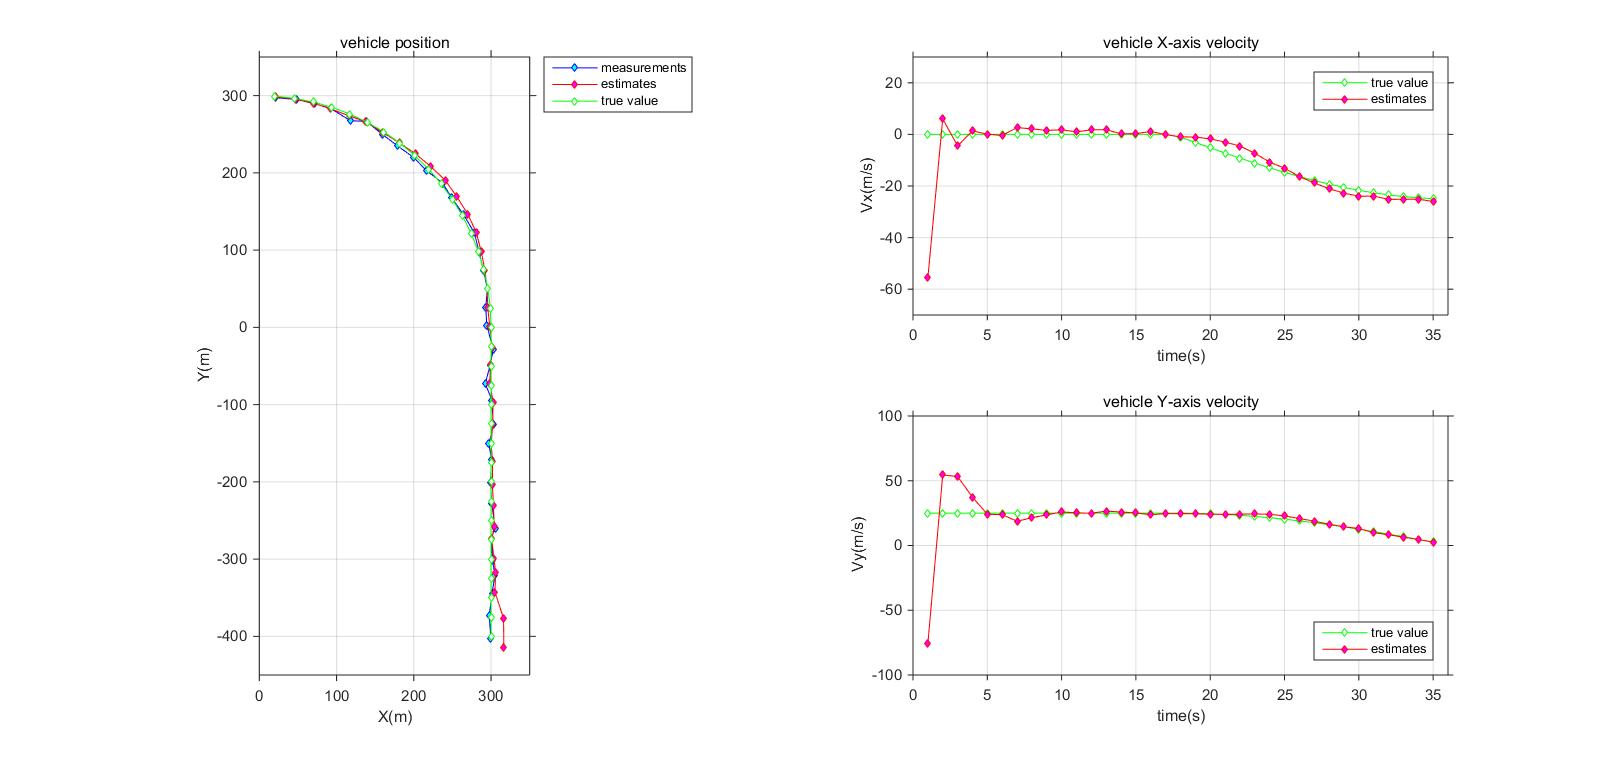 vehicle position
measurements
estimates
true value
300
200
100
0
-100
-200
-300
-400
Y(m)
0
100
200
300
X(m)
vehicle X-axis velocity
true value
estimates
20
0
-20
-40
-60
Vx(m/s)
0
5
10
15
20
25
30
35
time(s)
vehicle Y-axis velocity
100
50
0
-50
-100
Vy(m/s)
true value
estimates
0
5
10
15
20
25
30
35
time(s)